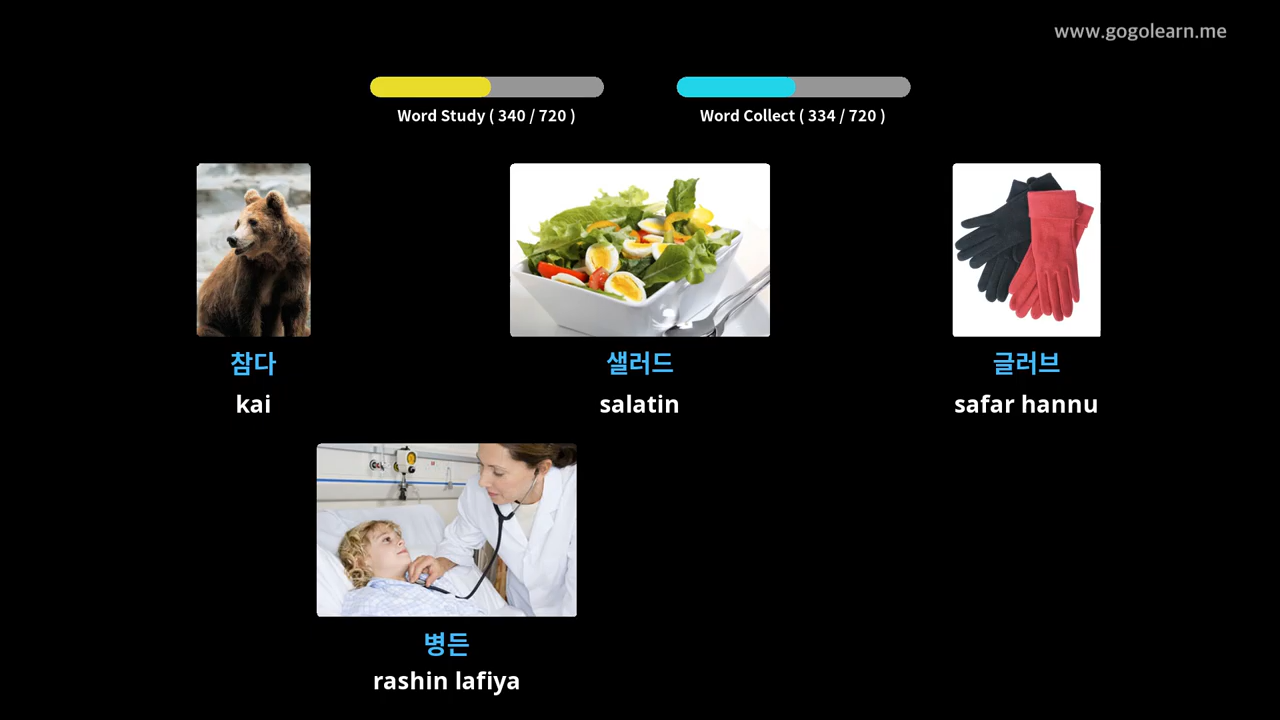 www.gogolearn.me
Word Study ( 340 / 720 )
Word Collect ( 334 / 720 )
참다
kai
샐러드
salatin
글러브
safar hannu
병든
rashin lafiya